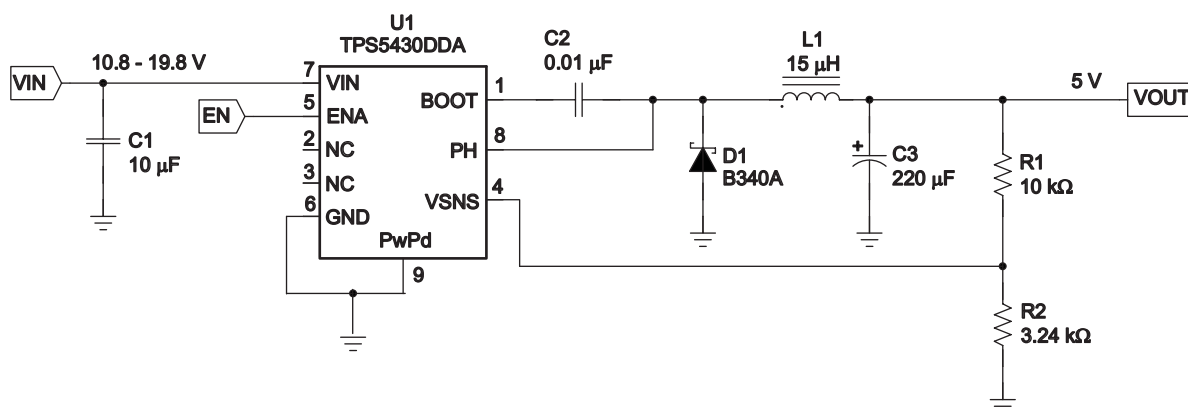 U1
TPS5430DDA
VIN
10.8 - 19.8 V
C1
10 µF
EN
7
5
2
3
6
VIN
ENA
NC
NC
GND
BOOT
PH
VSNS
PwPd
1
8
4
9
C2
0.01 µF
D1
B340A
L1
15 µH
+
C3
220 µF
5 V
VOUT
R1
10 kΩ
R2
3.24 kΩ